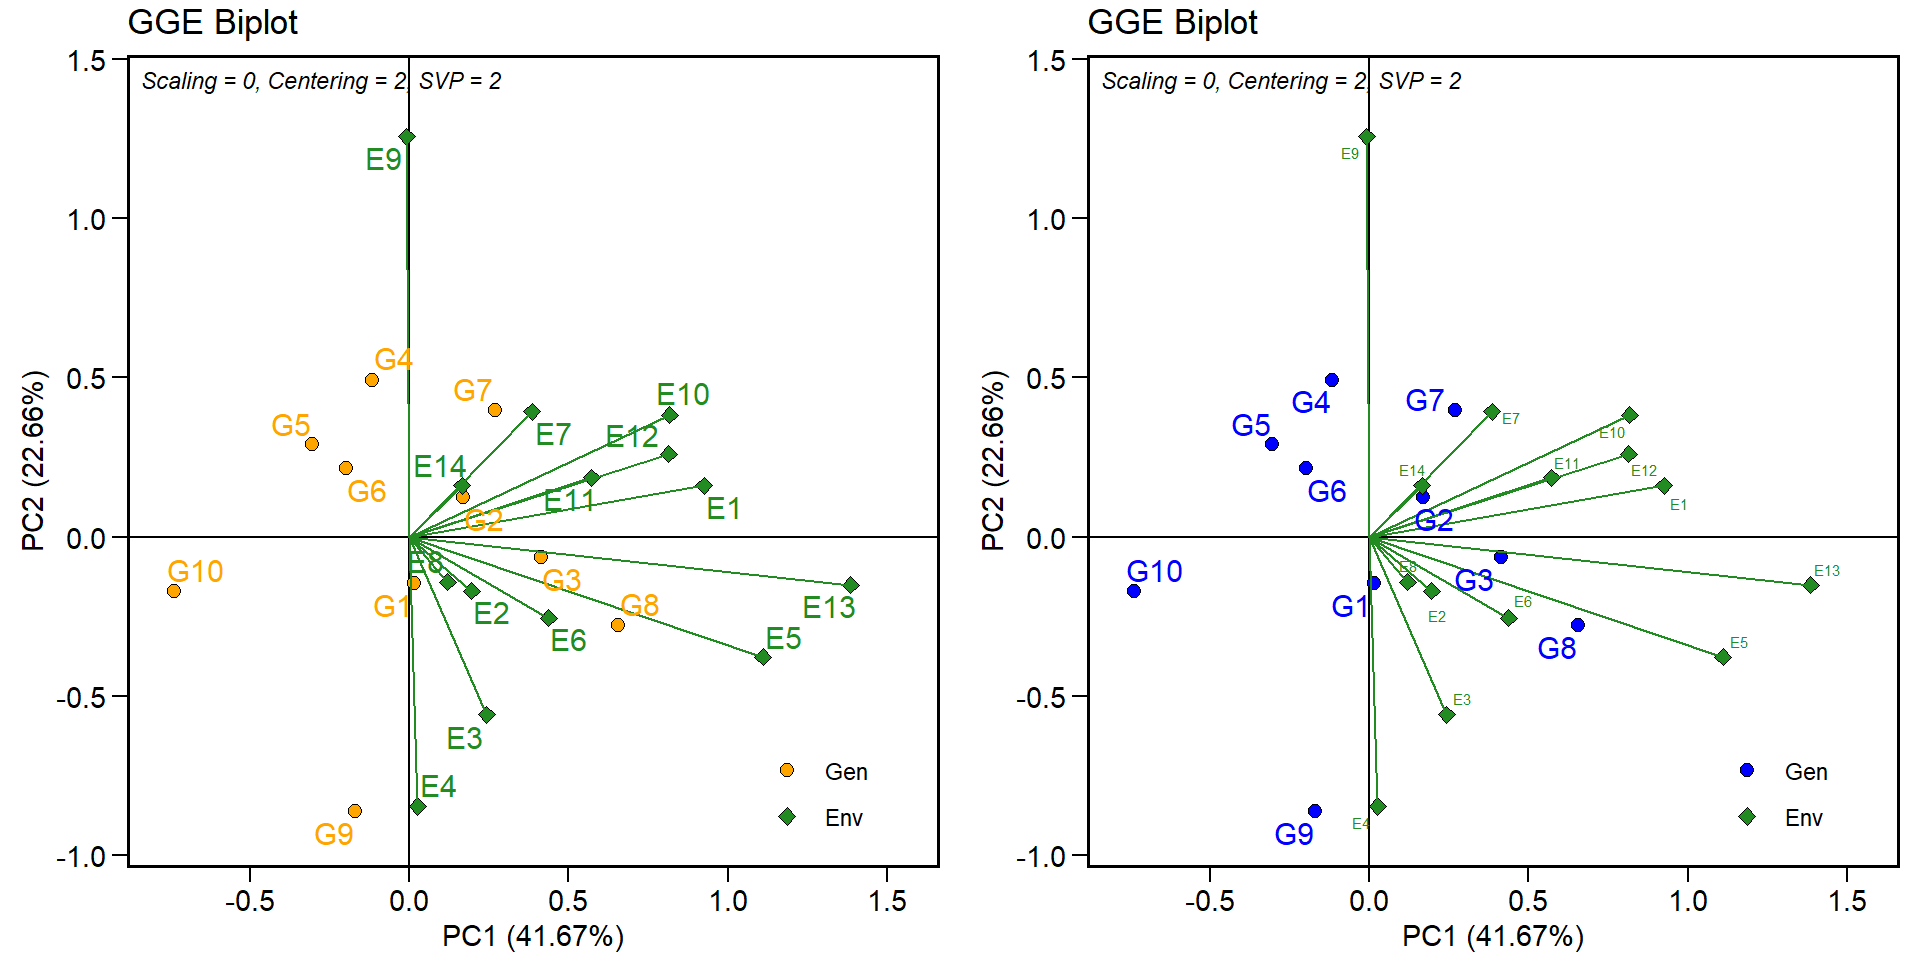 GGE Biplot
Scaling = 0, Centering = 2, SVP = 2
1.5
1.0
0.5
0.0
-0.5
-1.0
PC2 (22.66%)
E9
G4
G7
E10
G5
E7
E12
E14
G6
E11
E1
G2
E8
G10
G3
G1
E2
G8
E13
E6
E5
E3
E4
G9
Gen
Env
-0.5 0.0 0.5 1.0 1.5
PC1 (41.67%)
GGE Biplot
Scaling = 0, Centering = 2, SVP = 2
1.5
1.0
0.5
0.0
-0.5
-1.0
PC2 (22.66%)
E9
G4
G7
G5
E7
E10
E14
E11
E12
G6
E1
G2
E8
G10
G3
E13
G1
E6
E2
G8
E5
E3
E4
G9
Gen
Env
-0.5 0.0 0.5 1.0 1.5
PC1 (41.67%)